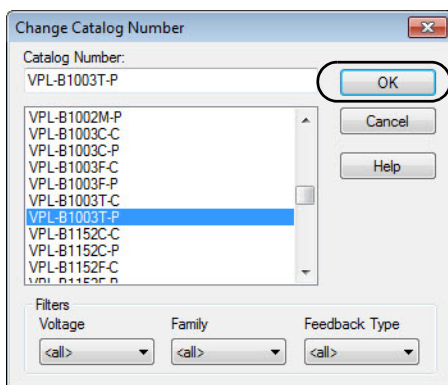 Change Catalog Number
Catalog Number:
VPL-B1003T-P
OK
VPL-B1002M-P
Cancel
VPL-B1003C-C
VPL-B1003C-P
VPL-B1003F-C
Help
VPL-B1003F-P
VPL-B1003T-C
VPL-B1003T-P
VPL-B1152C-C
VPL-B1152C-P
VPL-B1152F-C
Filters
Voltage Family Feedback Type
<all> <all> <all>